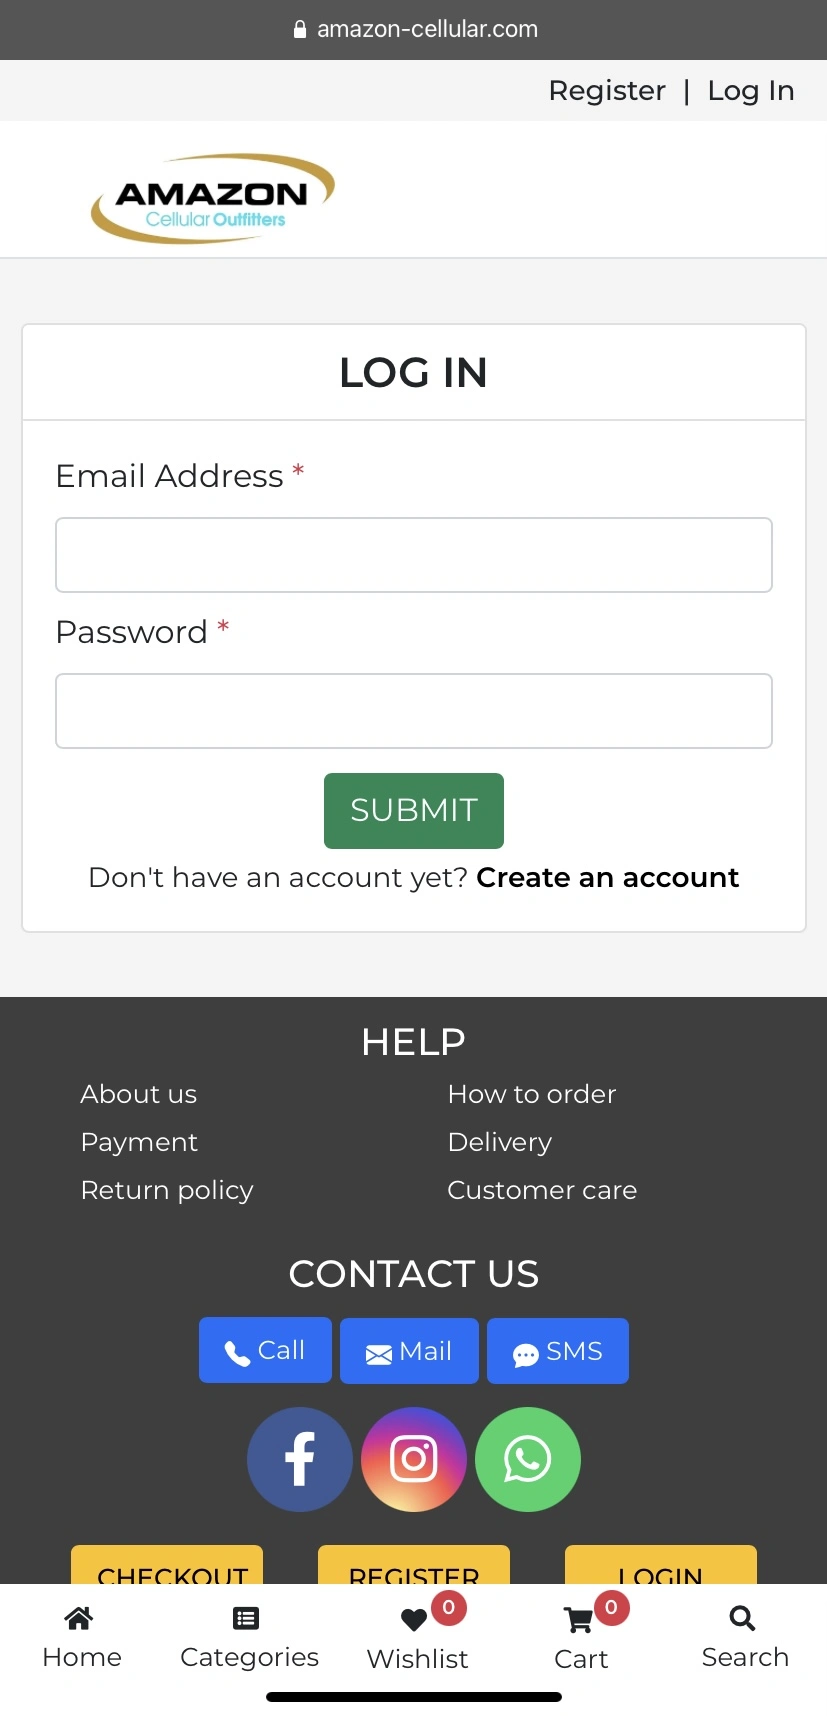 amazon-cellular.com
Register | Log In
AMAZON
Cellular Outfitters
LOG IN
Email Address *
Password *
SUBMIT
Don't have an account yet? Create an account
HELP
About us How to order
Payment Delivery
Return policy Customer care
CONTACT US
Call Mail SMS
CHECKOUT REGISTER LOGIN
0 0
Home Categories Wishlist Cart Search